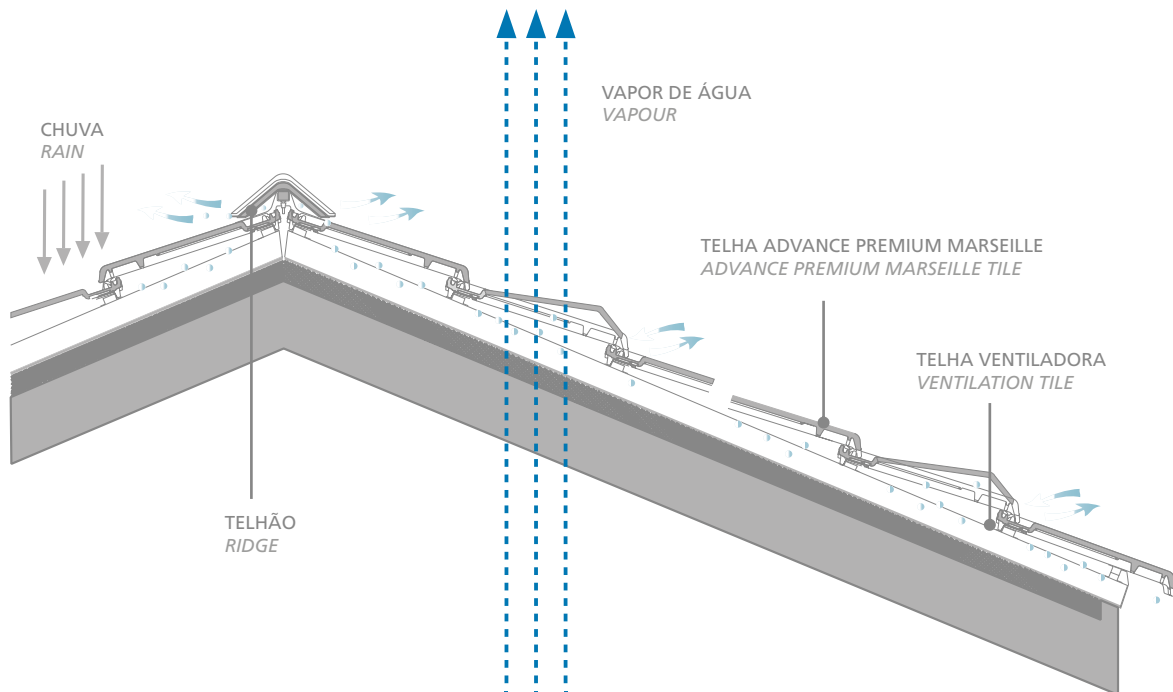 VAPOR DE ÁGUA
VAPOUR
CHUVA
RAIN
TELHA ADVANCE PREMIUM MARSEILLE
ADVANCE PREMIUM MARSEILLE TILE
TELHA VENTILADORA
VENTILATION TILE
TELHÃO
RIDGE